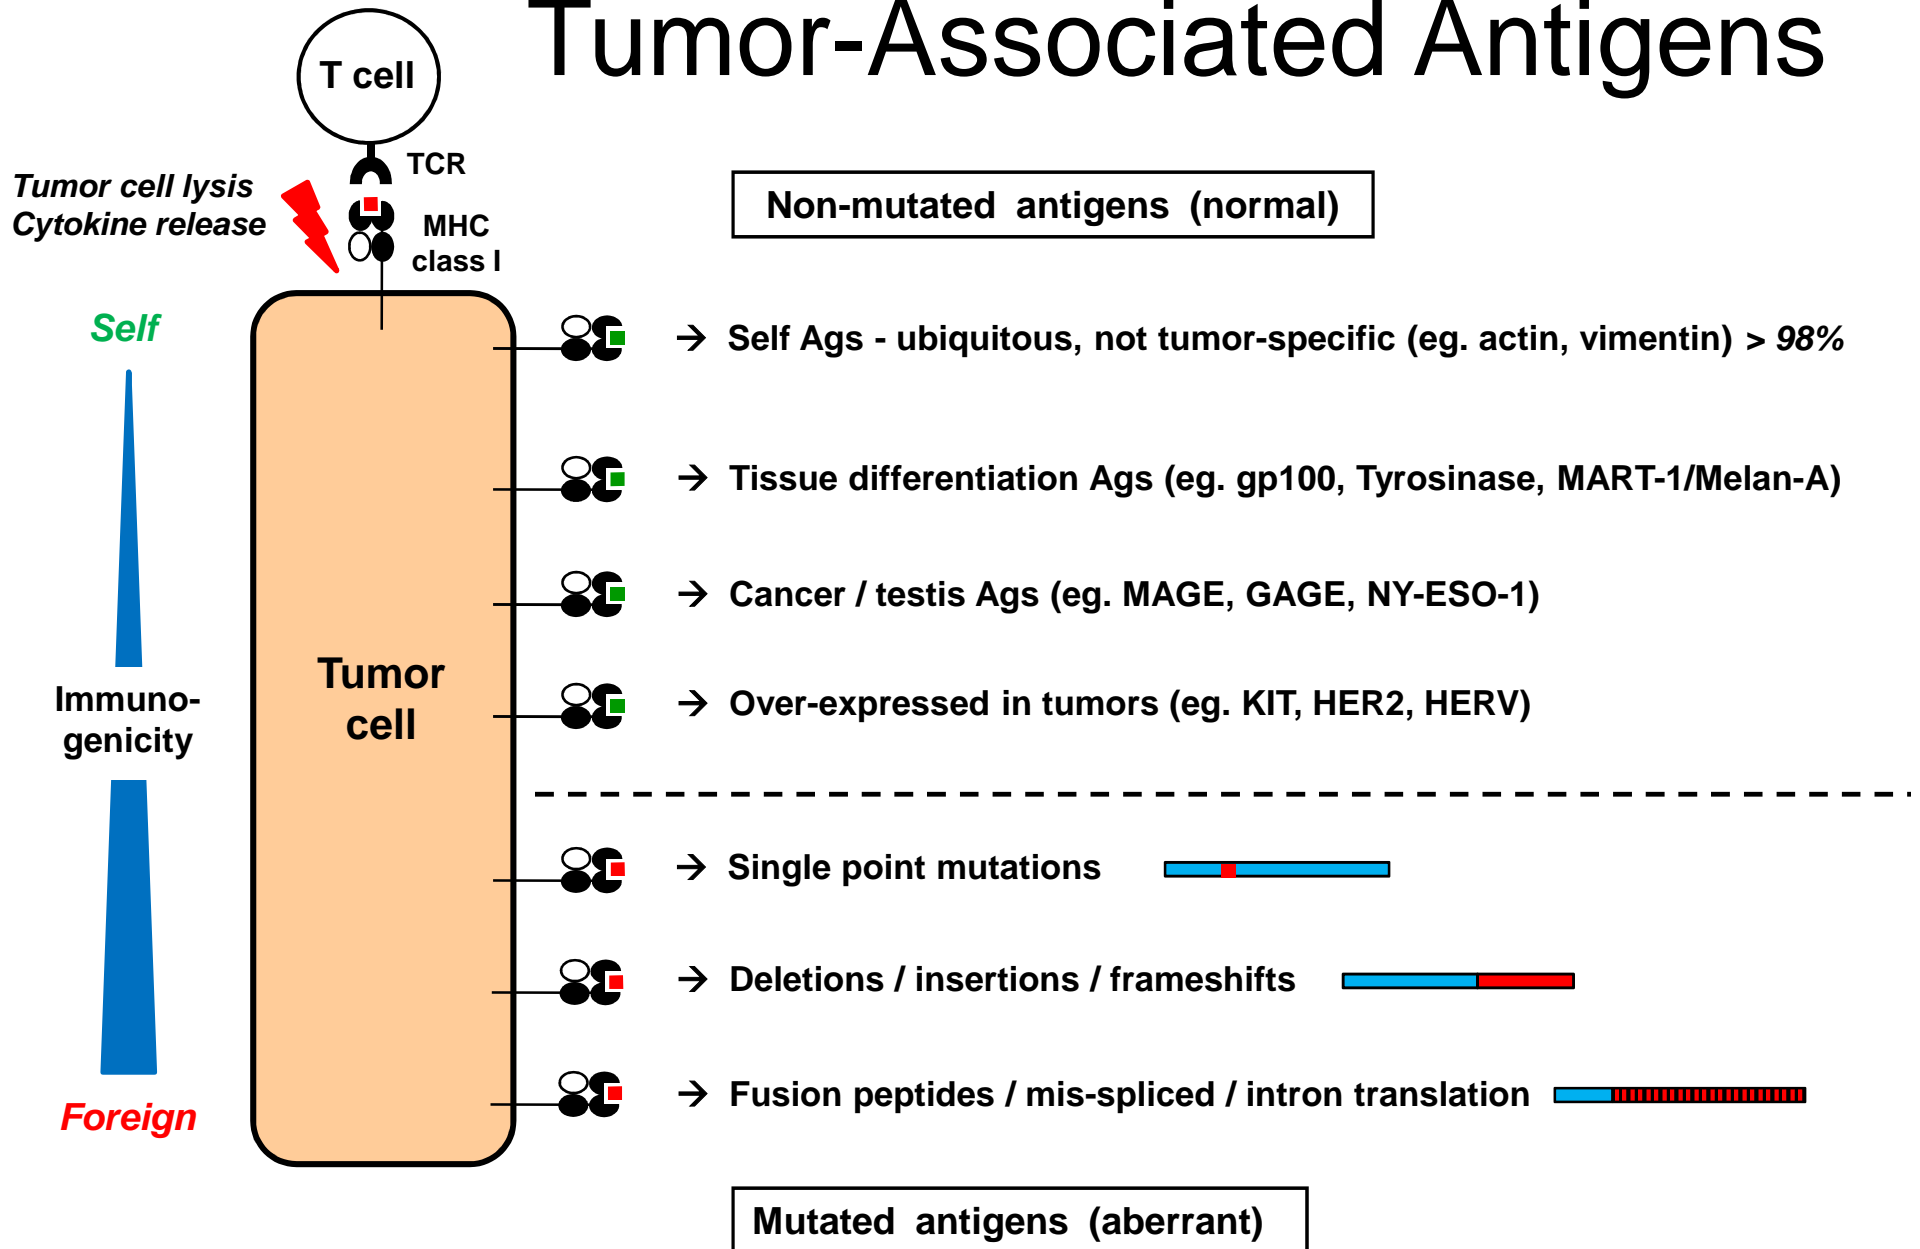 Tumor-Associated Antigens
T cell
TCR
Tumor cell lysis
Cytokine release
MHC
class I
Non-mutated antigens (normal)
Self
→ Self Ags - ubiquitous, not tumor-specific (eg. actin, vimentin) > 98%
→ Tissue differentiation Ags (eg. gp100, Tyrosinase, MART-1/Melan-A)
→ Cancer / testis Ags (eg. MAGE, GAGE, NY-ESO-1)
Immuno-
genicity
Tumor
cell
→ Over-expressed in tumors (eg. KIT, HER2, HERV)
→ Single point mutations
→ Deletions / insertions / frameshifts
→ Fusion peptides / mis-spliced / intron translation
Foreign
Mutated antigens (aberrant)